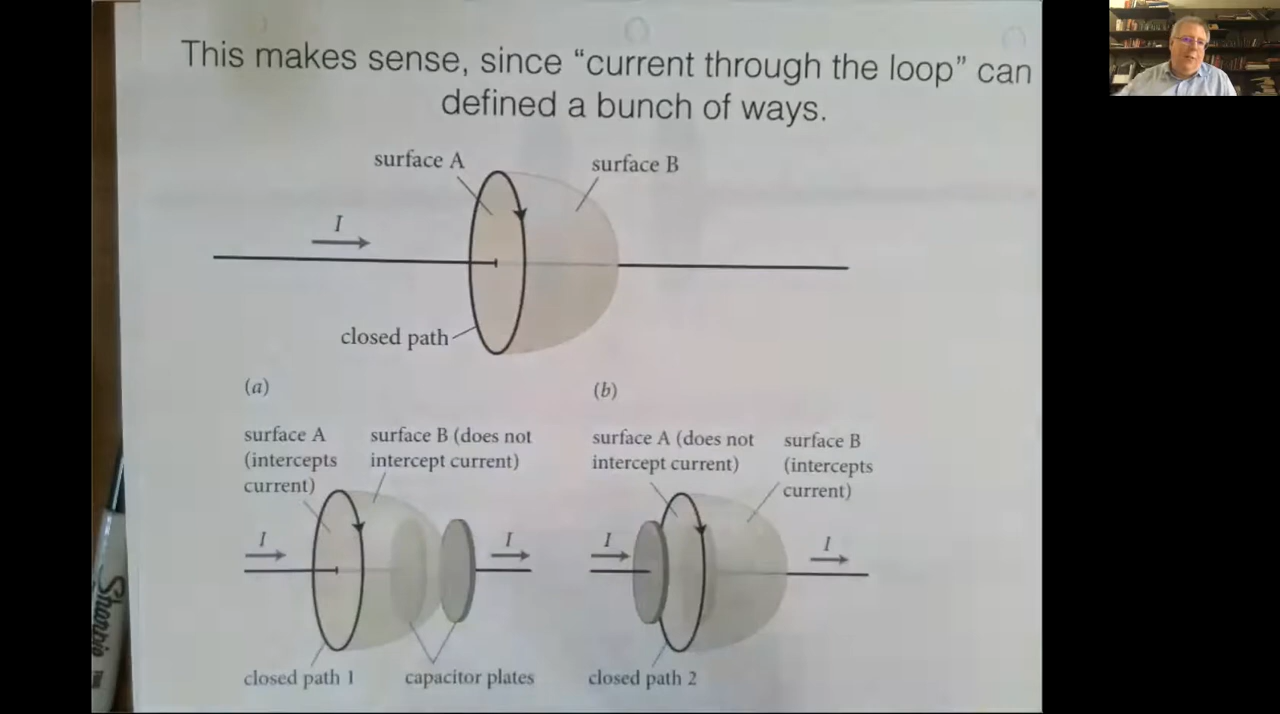 This makes sense, since “current through the loop” can
defined a bunch of ways.
surface A
surface B
I
closed path
(a)
surface A
(intercepts
current)
surface B (does not
intercept current)
I
I
closed path 1
capacitor plates
(b)
surface A (does not
intercept current)
surface B
(intercepts
current)
I
I
closed path 2
Sharpie